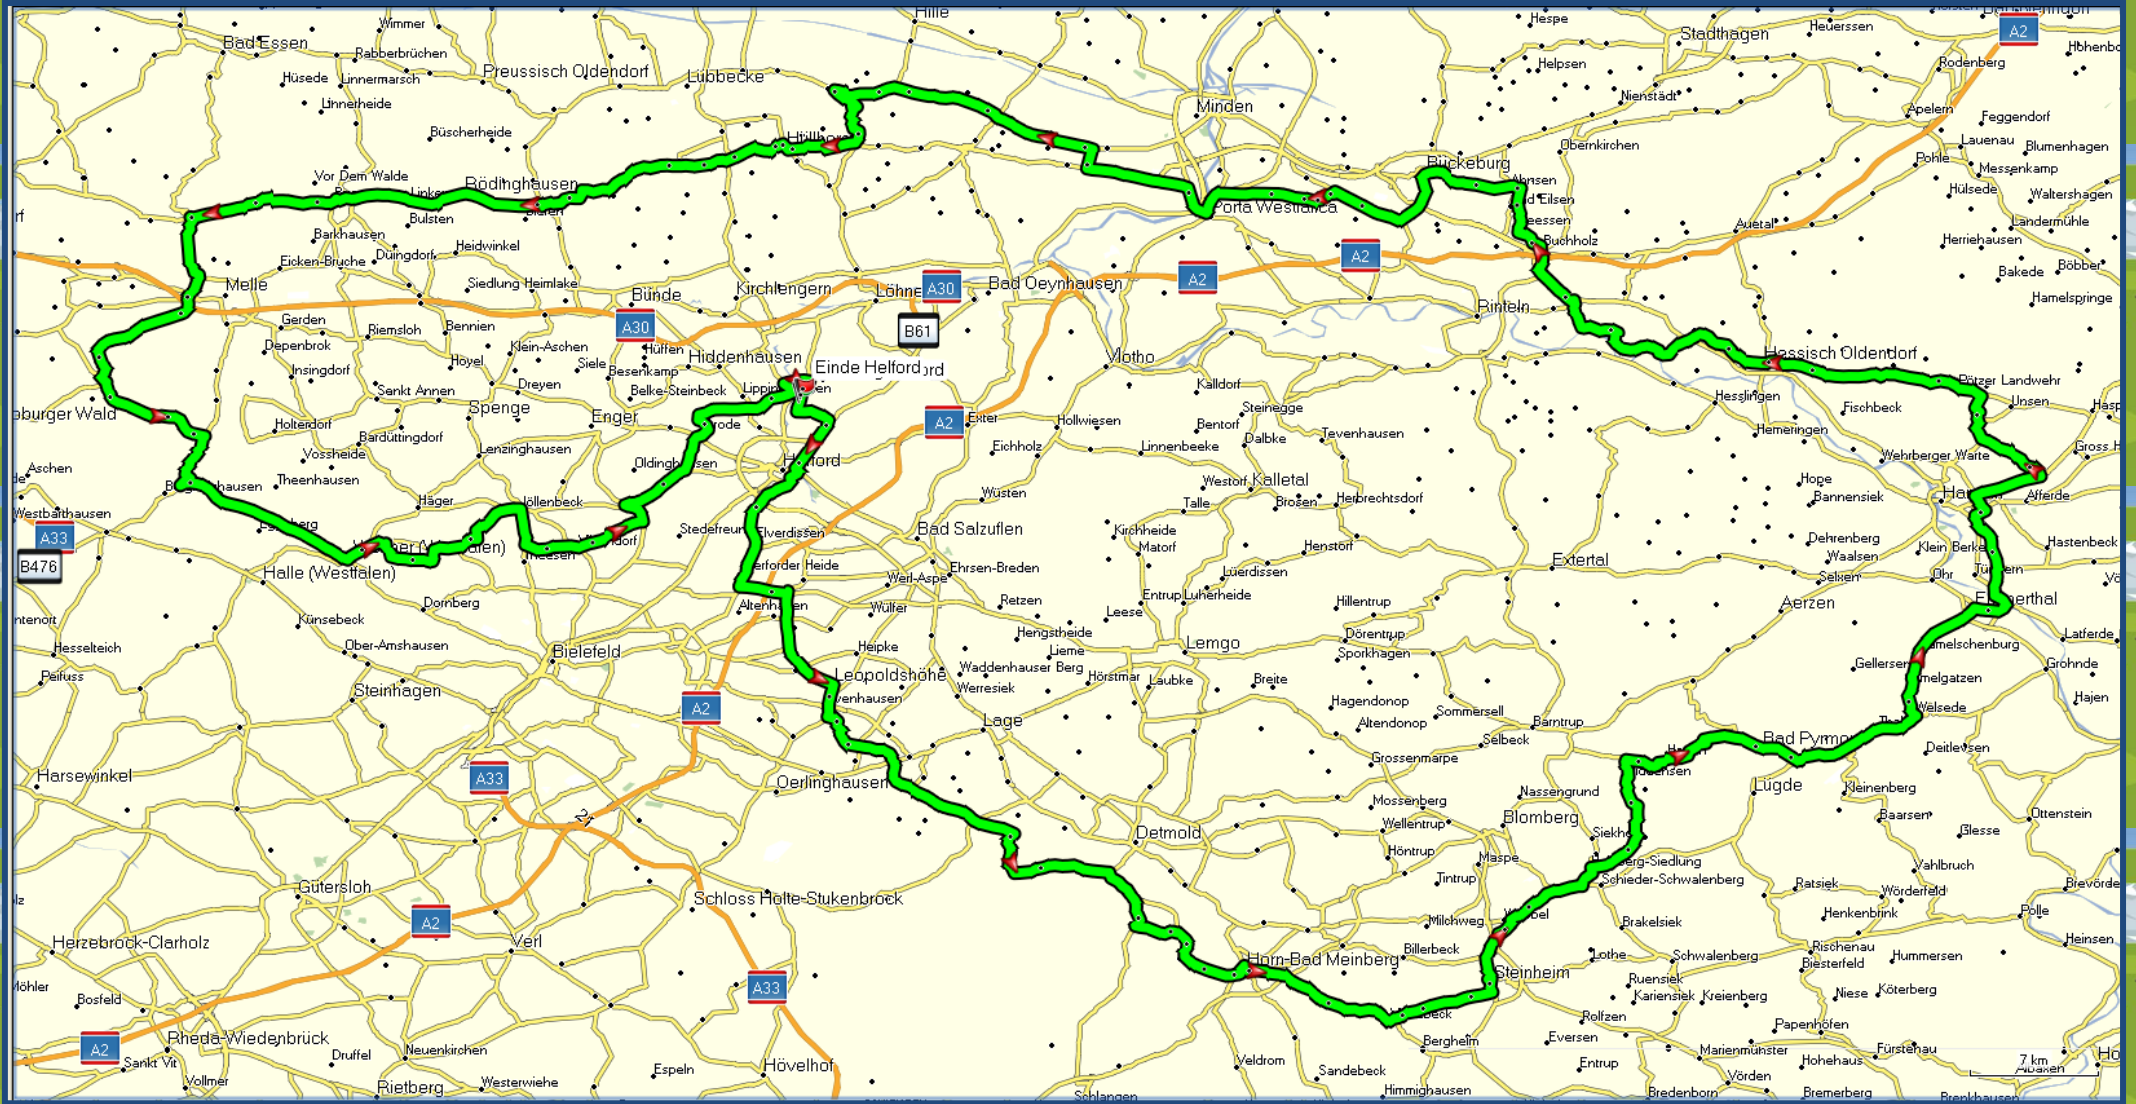 Hille
Wimmer
Bad Essen
Rabberbrüchen
Hüsede
Linnermarsch
Preussisch Oldendorf
Lübbecke
Linnerheide
Büscherheide
Minden
Hespe
Stadthagen
Heuerssen
A2
Helpsen
Rodenberg
Nienstädt
Apelern
Feggendorf
Lauenau
Blumenhagen
Obernkirchen
Pohle
Messenkamp
Bückeburg
Hülsede
Waltershagen
Vor Dem Walde
Rödinghausen
Bulsten
Barkhausen
Heidwinkel
Porta Westfalica
Buchholz
Auetal
Landermühle
Herriehausen
Eicken-Bruche
Düingdorf
A2
A2
Bakede
Böbber
Melle
Siedlung Heimlake
Bünde
Kirchlengern
Löhne
A30
Bad Oeynhausen
Hamelspringe
Rinteln
Gerden
Riemsloh
Bennien
A30
B61
Depenbrok
Hoyel
Klein-Aschen
Hüffen
Hiddenhausen
Vlotho
Hessisch Oldendorf
Insingdorf
Siele
Besenkamp
Einde Helford
Senkt Annen
Dreyen
Belke-Steinbeck
Kalldorf
Pötzer Landwehr
Spenge
Enger
A2
Exter
Hollwiesen
Steinegge
Hesslingen
Fischbeck
Unsen
Holterdorf
Bardüttingdorf
Bentorf
Tevenhausen
Hemeringen
Vossheide
Lenzinghausen
Eichholz
Linnenbeeke
Dalbke
Wehrberger Warte
Aschen
Theenhausen
Westorf
Kalletal
Hope
Bannensiek
Afferde
Häger
Wüsten
Talle
Brosen
Herbrechtsdorf
Westbarthausen
A33
Stedefreun
Elverdissen
Bad Salzuflen
Kirchheide
Matorf
Henstorf
Dehrenberg
Waalsen
Klein Berke
Hastenbeck
B476
Halle (Westfalen)
Ehrsen-Breden
Lüerdissen
Extertal
Selxen
Ohr
Werl-Aspe
Dornberg
Wülfer
Retzen
Leese
Entrup
Luherheide
Hillentrup
Aerzen
Künsebeck
Hengstheide
Dörentrup
Latferde
Hesselteich
Ober-Amshausen
Bielefeld
Heipke
Lieme
Lemgo
Sporkhagen
Gellersen
Grohnde
Peifuss
Leopoldshöhe
Waddenhauser Berg
Hörstmar
Laubke
Breite
Steinhagen
Werresiek
Hagendonop
Sommersell
Hajen
A2
Lage
Altendonop
Barntrup
Welsede
Selbeck
Bad Pyrmon
Deitlevsen
Harsewinkel
A33
Oerlinghausen
Grossenmarpe
Lügde
Kleinenberg
Nassengrund
Mossenberg
Blomberg
Baarsen
Ottenstein
Wellentrup
Glesse
Detmold
Höntrup
Maspe
Vahlbruch
Gütersloh
Tintrup
Schieder-Schwalenberg
Ratsiek
Wörderfeld
Schloss Holte-Stukenbrock
A2
Milchweg
Brakelsiek
Henkenbrink
Polle
Herzebrock-Clarholz
Verl
Horn-Bad Meinberg
Billerbeck
Lothe
Schwalenberg
Rischenau
Biesterfeld
Hummersen
Heinsen
Steinheim
Ruensiek
Möhler
Bosfeld
A33
Kariensiek
Kreienberg
Niese
Köterberg
Rolfzen
Papenhöfen
Rheda-Wiedenbrück
Bergheim
Eversen
A2
Sankt Vit
Druffel
Neuenkirchen
Hövelhof
Veldrom
Sandebeck
Entrup
Marienmünster
Hohehaus
Fürstenau
7 km
Vollmer
Rietberg
Westerwiehe
Espeln
Himmighausen
Vörden
Bredenborn
Bremerberg
Schlangen